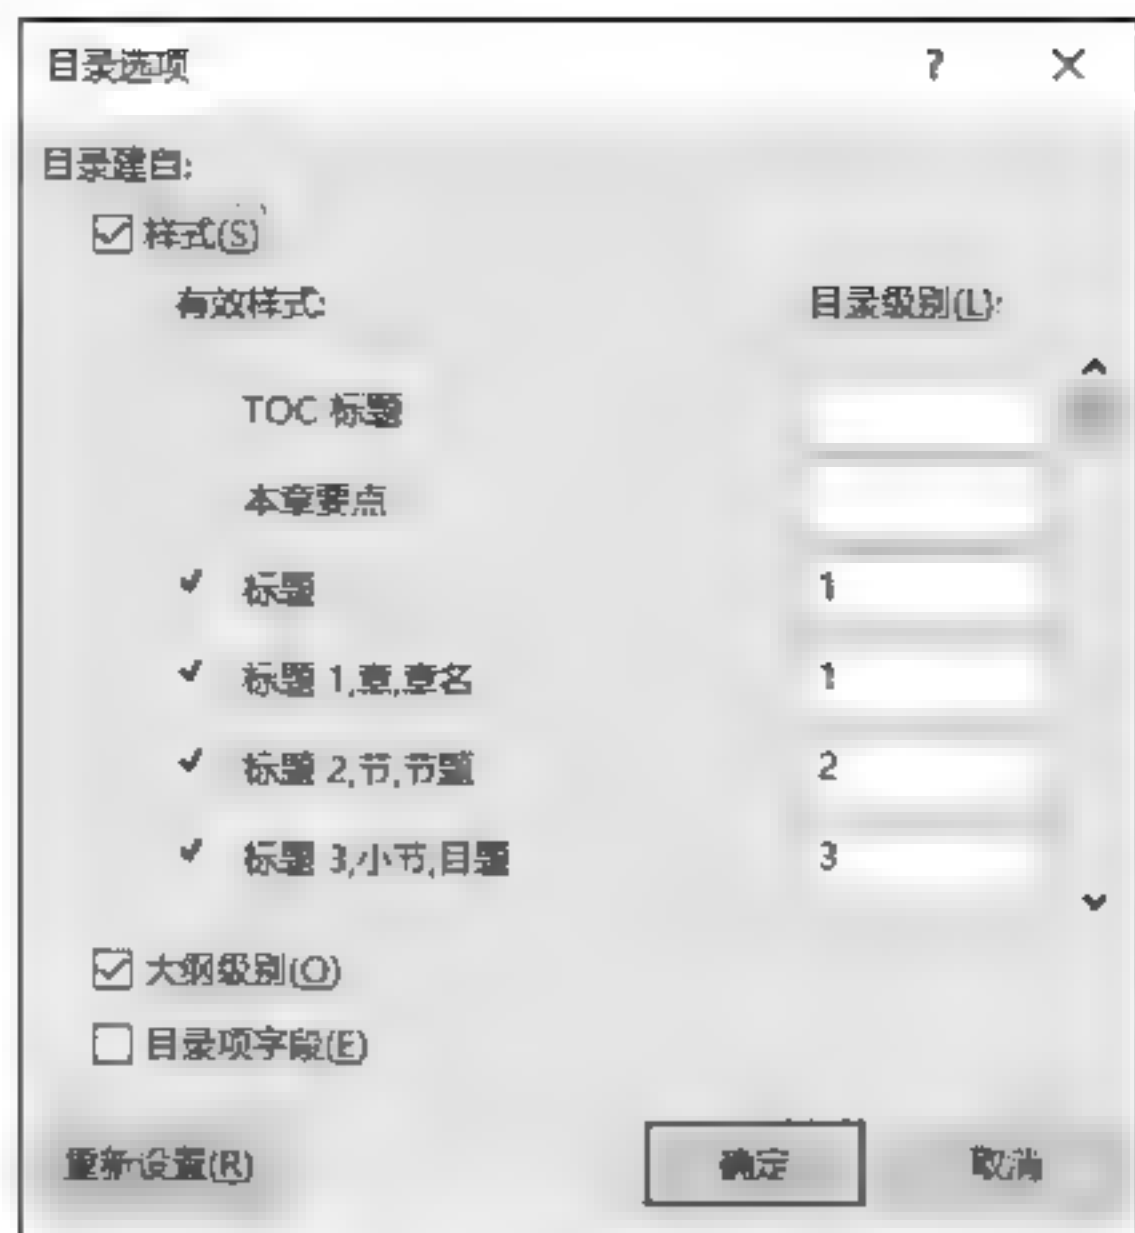 目录选项 ?
目录建自:
样式(S)
有效样式: 目录级别(L):
TOC 标题
本章要点
标题 1
标题 1,章,章名 1
标题 2,节,节题 2
标题 3,小节,目题 3
大纲级别(O)
目录项字段(E)
重新设置(R) 确定 取消